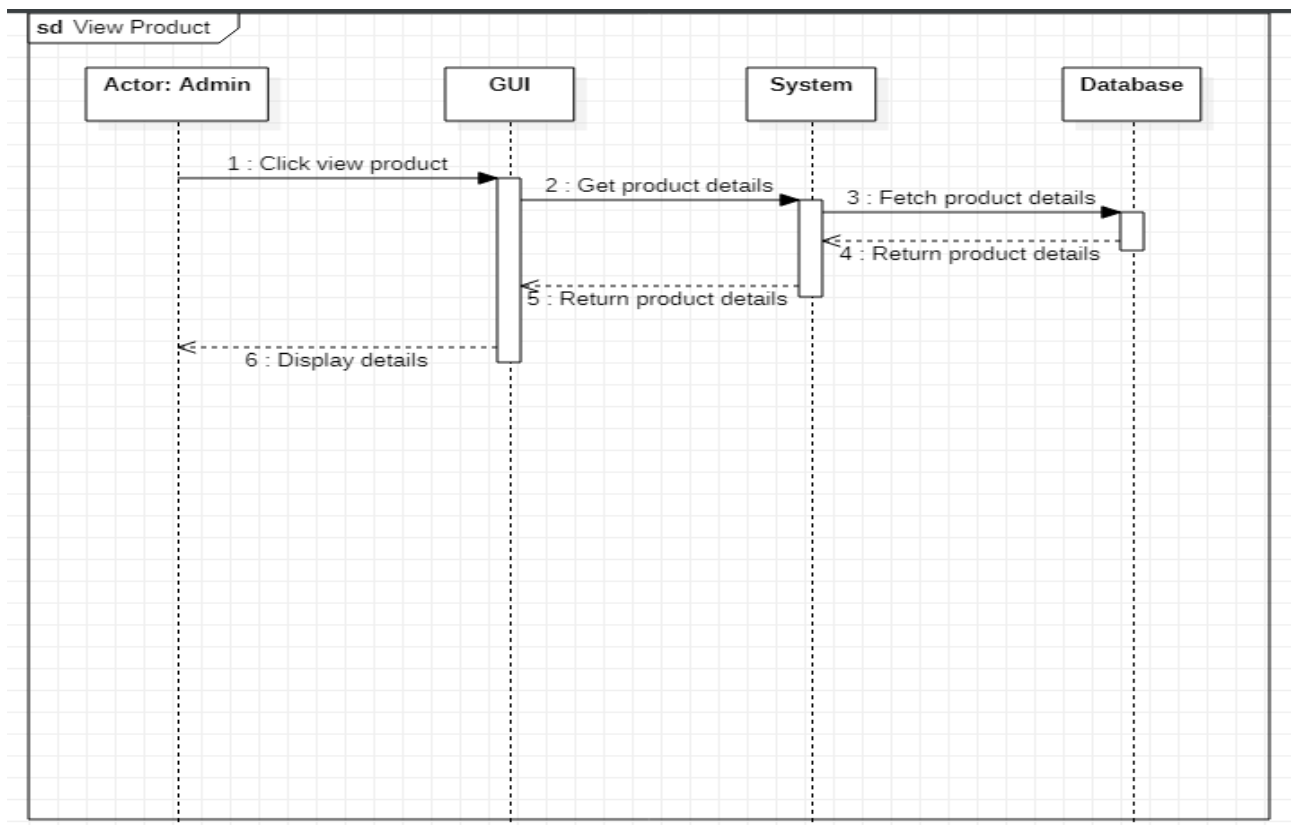 sd View Product
Actor: Admin
GUI
System
Database
1 : Click view product
2 : Get product details
3 : Fetch product details
4 : Return product details
5 : Return product details
6 : Display details